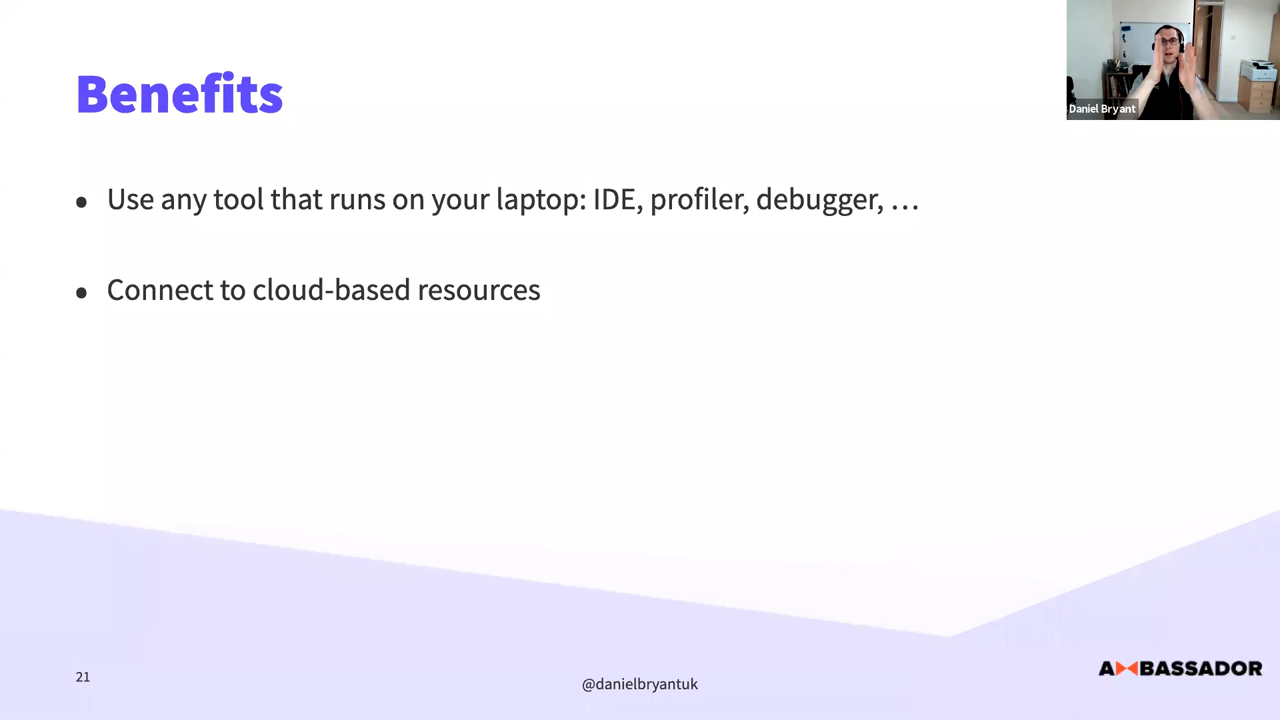 Benefits
Daniel Bryant
• Use any tool that runs on your laptop: IDE, profiler, debugger, …
• Connect to cloud-based resources
21
@danielbryantuk
AMBASSADOR